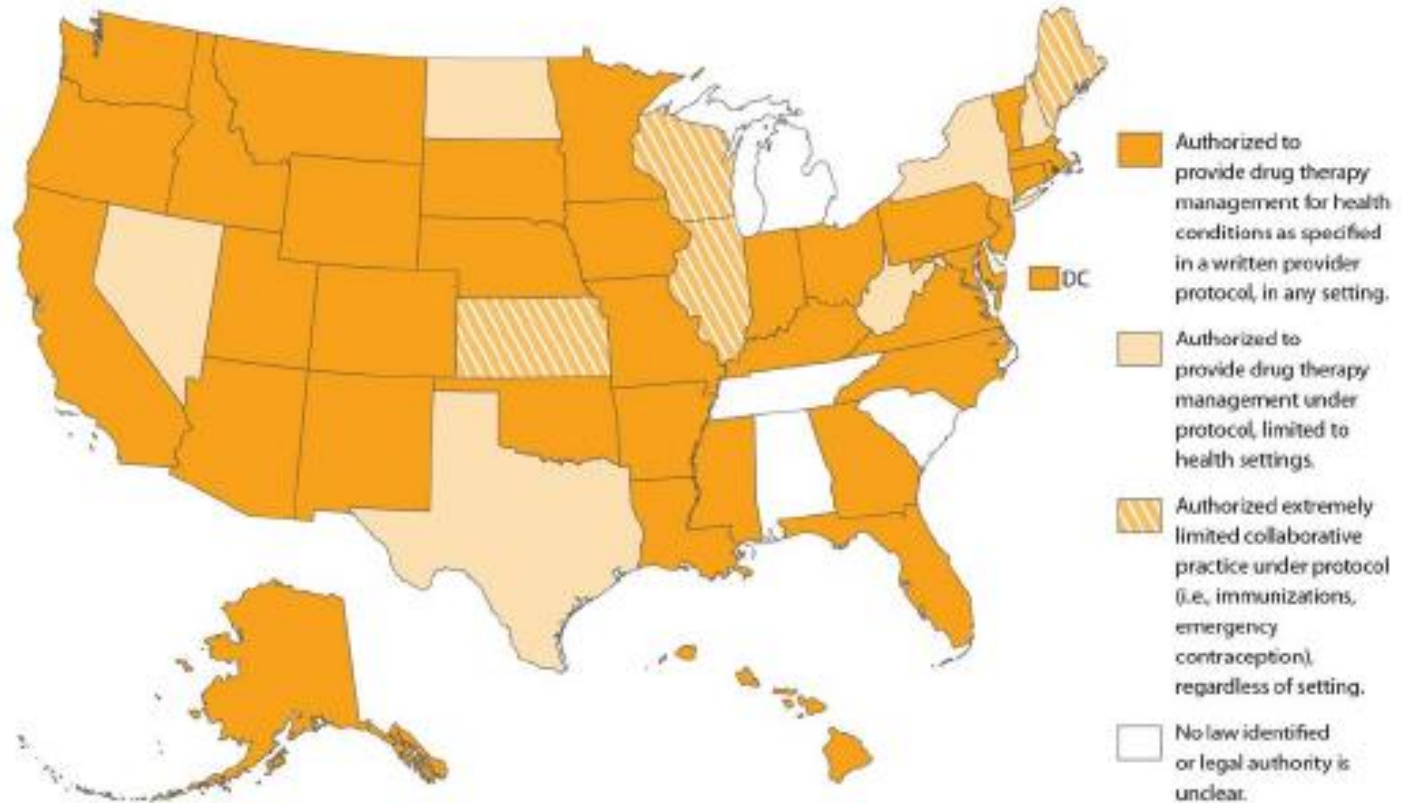 Authorized to
provide drug therapy
management for health
conditions as specified
in a written provider
protocol, in any setting.
DC
Authorized to
provide drug therapy
management under
protocol, limited to
health settings.
Authorized extremely
limited collaborative
practice under protocol
(i.e., immunizations,
emergency
contraception),
regardless of setting.
No law identified
or legal authority is
unclear.